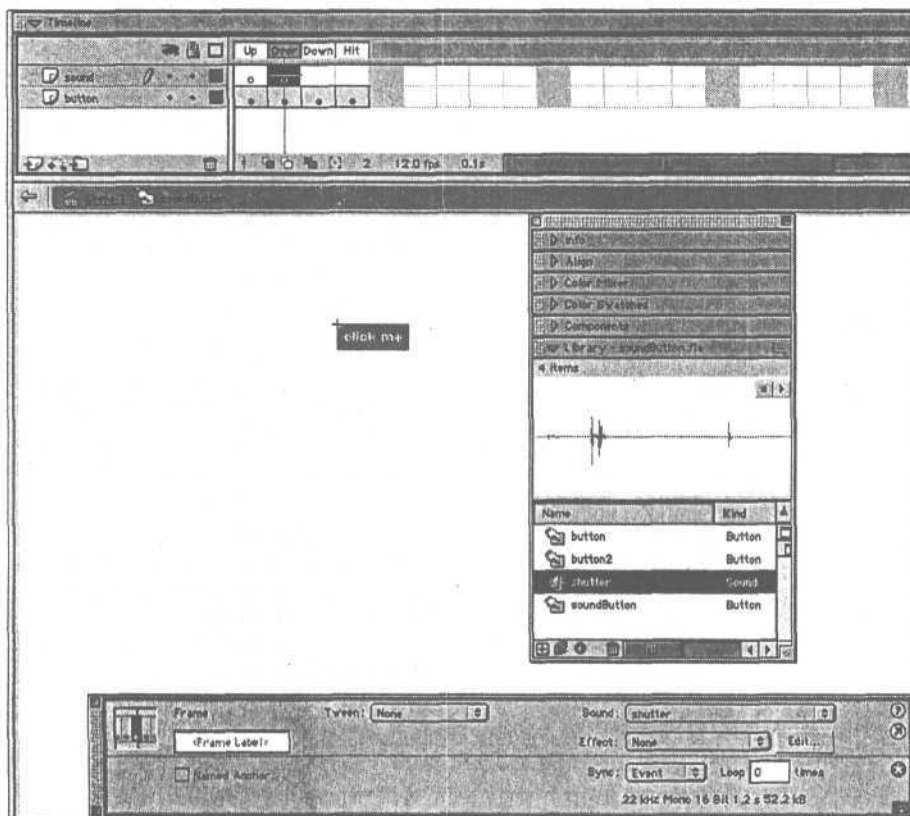 Timeline
Up Over Down Hit
sound
button
2 12.0 fps 0.1s
Scene 1 soundButton
Info
Align
Color Mixer
Color Swatches
Components
Library - soundButton.fla
4 items
click me
Name Kind
button Button
button2 Button
shutter Sound
soundButton Button
Frame Tween: None Sound: shutter
<Frame Label> Effect: None Edit...
Named Anchor Sync: Event Loop 0 times
22 kHz Mono 16 Bit 1.2 s 52.2 kB